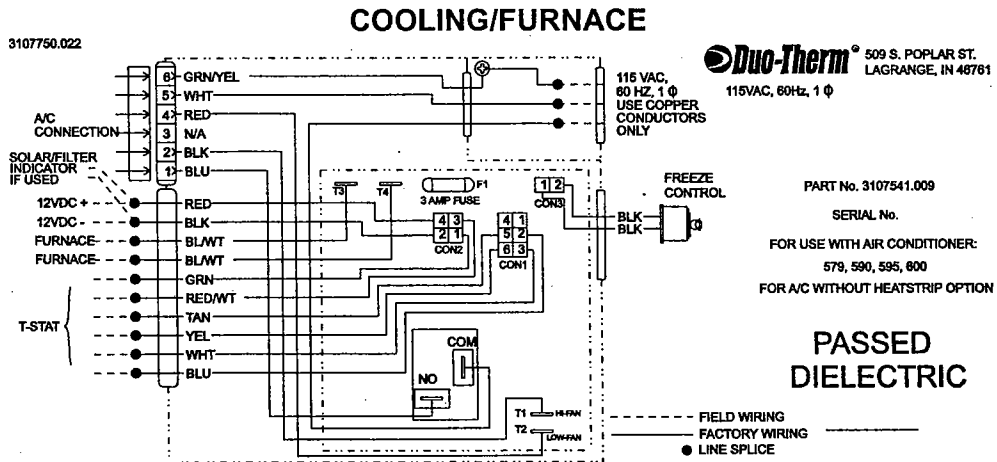 COOLING/FURNACE
3107750.022
Duo-Therm®
509 S. POPLAR ST.
LAGRANGE, IN 46761
115VAC, 60Hz, 1 ϕ
A/C
CONNECTION
6 GRN/YEL
5 WHT
4 RED
3 N/A
2 BLK
1 BLU
115 VAC,
60 HZ, 1 ϕ
USE COPPER
CONDUCTORS
ONLY
SOLAR/FILTER
INDICATOR
IF USED
12VDC + RED
12VDC - BLK
FURNACE BL/WT
FURNACE BL/WT
GRN
RED/WT
T-STAT
TAN
YEL
WHT
BLU
T3
T4
F1
3 AMP FUSE
4 3
2 1
CON2
4 1
5 2
6 3
CON1
1 2
CON3
FREEZE
CONTROL
BLK
BLK
COM
NO
T1 HI-FAN
T2 LOW-FAN
PART No. 3107541.009
SERIAL No.
FOR USE WITH AIR CONDITIONER:
579, 590, 595, 600
FOR A/C WITHOUT HEATSTRIP OPTION
PASSED
DIELECTRIC
FIELD WIRING
FACTORY WIRING
LINE SPLICE